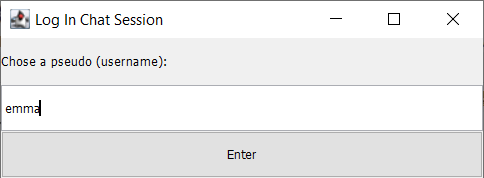 Log In Chat Session
Chose a pseudo (username):
emma
Enter